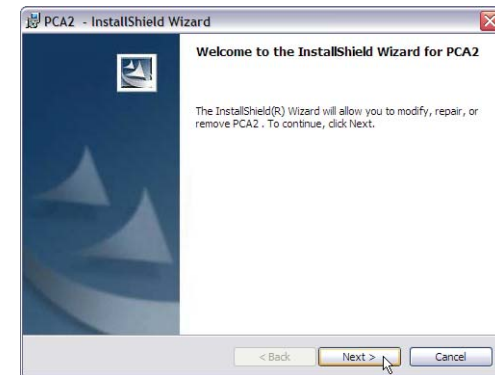 PCA2 - InstallShield Wizard
Welcome to the InstallShield Wizard for PCA2
The InstallShield(R) Wizard will allow you to modify, repair, or
remove PCA2 . To continue, click Next.
< Back
Next >
Cancel